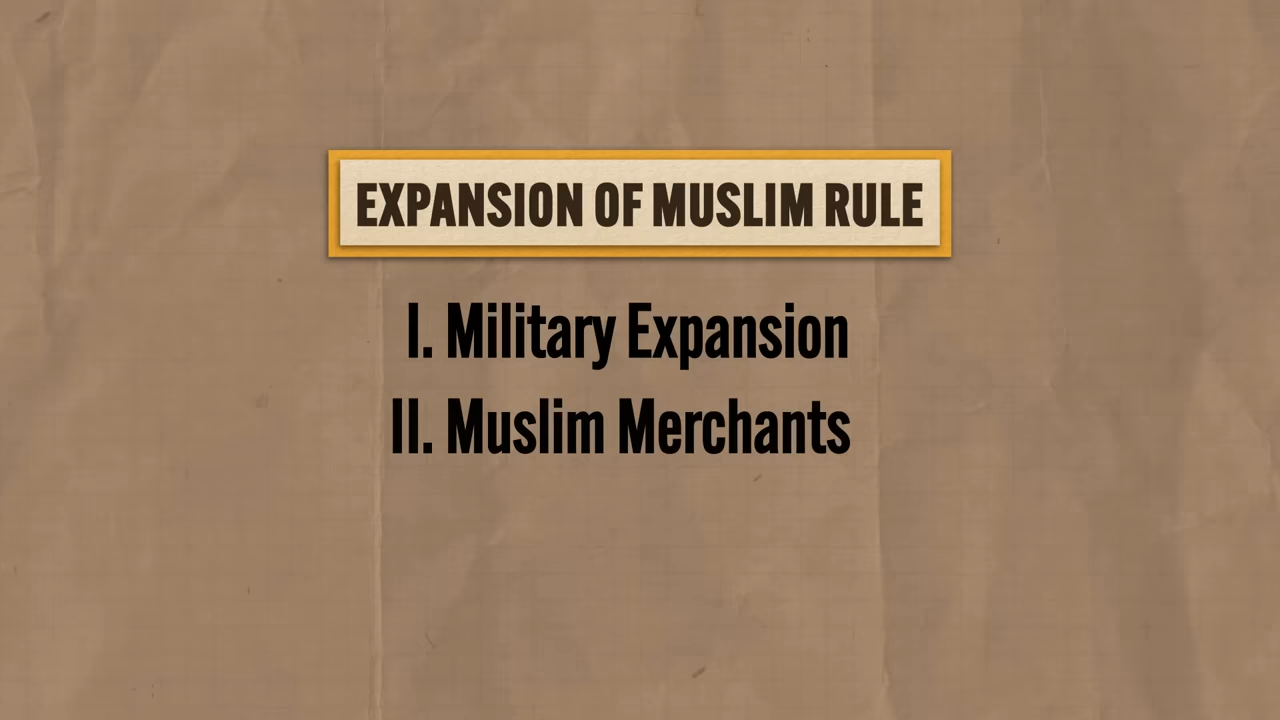 EXPANSION OF MUSLIM RULE
I. Military Expansion
II. Muslim Merchants